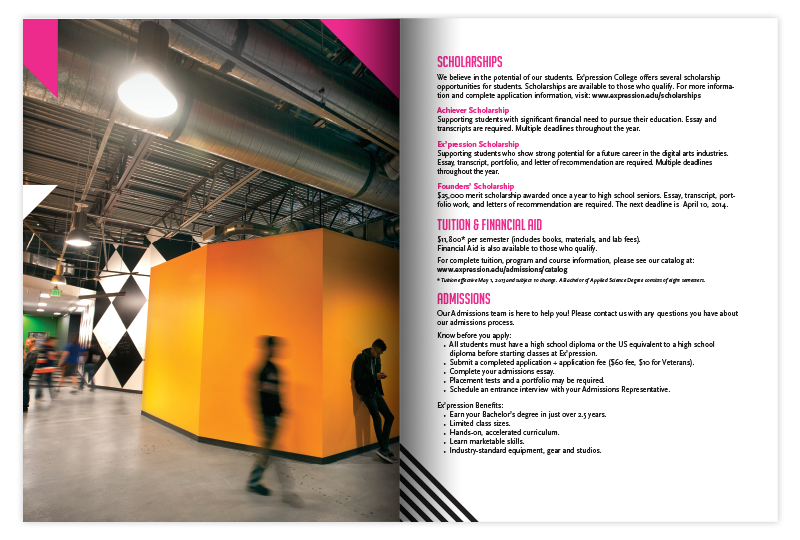 SCHOLARSHIPS
We believe in the potential of our students. Ex'pression College offers several scholarship
opportunities for students. Scholarships are available to those who qualify. For more informa-
tion and complete application information, visit: www.expression.edu/scholarships
Achiever Scholarship
Supporting students with significant financial need to pursue their education. Essay and
transcripts are required. Multiple deadlines throughout the year.
Ex'pression Scholarship
Supporting students who show strong potential for a future career in the digital arts industries.
Essay, transcript, portfolio, and letter of recommendation are required. Multiple deadlines
throughout the year.
Founders' Scholarship
$25,000 merit scholarship awarded once a year to high school seniors. Essay, transcript, port-
folio work, and letters of recommendation are required. The next deadline is April 10, 2014.
TUITION & FINANCIAL AID
$11,800* per semester (includes books, materials, and lab fees).
Financial Aid is also available to those who qualify.
For complete tuition, program and course information, please see our catalog at:
www.expression.edu/admissions/catalog
* Tuition effective May 1, 2013 and subject to change. A Bachelor of Applied Science Degree consists of eight semesters.
ADMISSIONS
Our Admissions team is here to help you! Please contact us with any questions you have about
our admissions process.
Know before you apply:
• All students must have a high school diploma or the US equivalent to a high school
diploma before starting classes at Ex'pression.
• Submit a completed application + application fee ($60 fee, $10 for Veterans).
• Complete your admissions essay.
• Placement tests and a portfolio may be required.
• Schedule an entrance interview with your Admissions Representative.
Ex'pression Benefits:
• Earn your Bachelor's degree in just over 2.5 years.
• Limited class sizes.
• Hands-on, accelerated curriculum.
• Learn marketable skills.
• Industry-standard equipment, gear and studios.